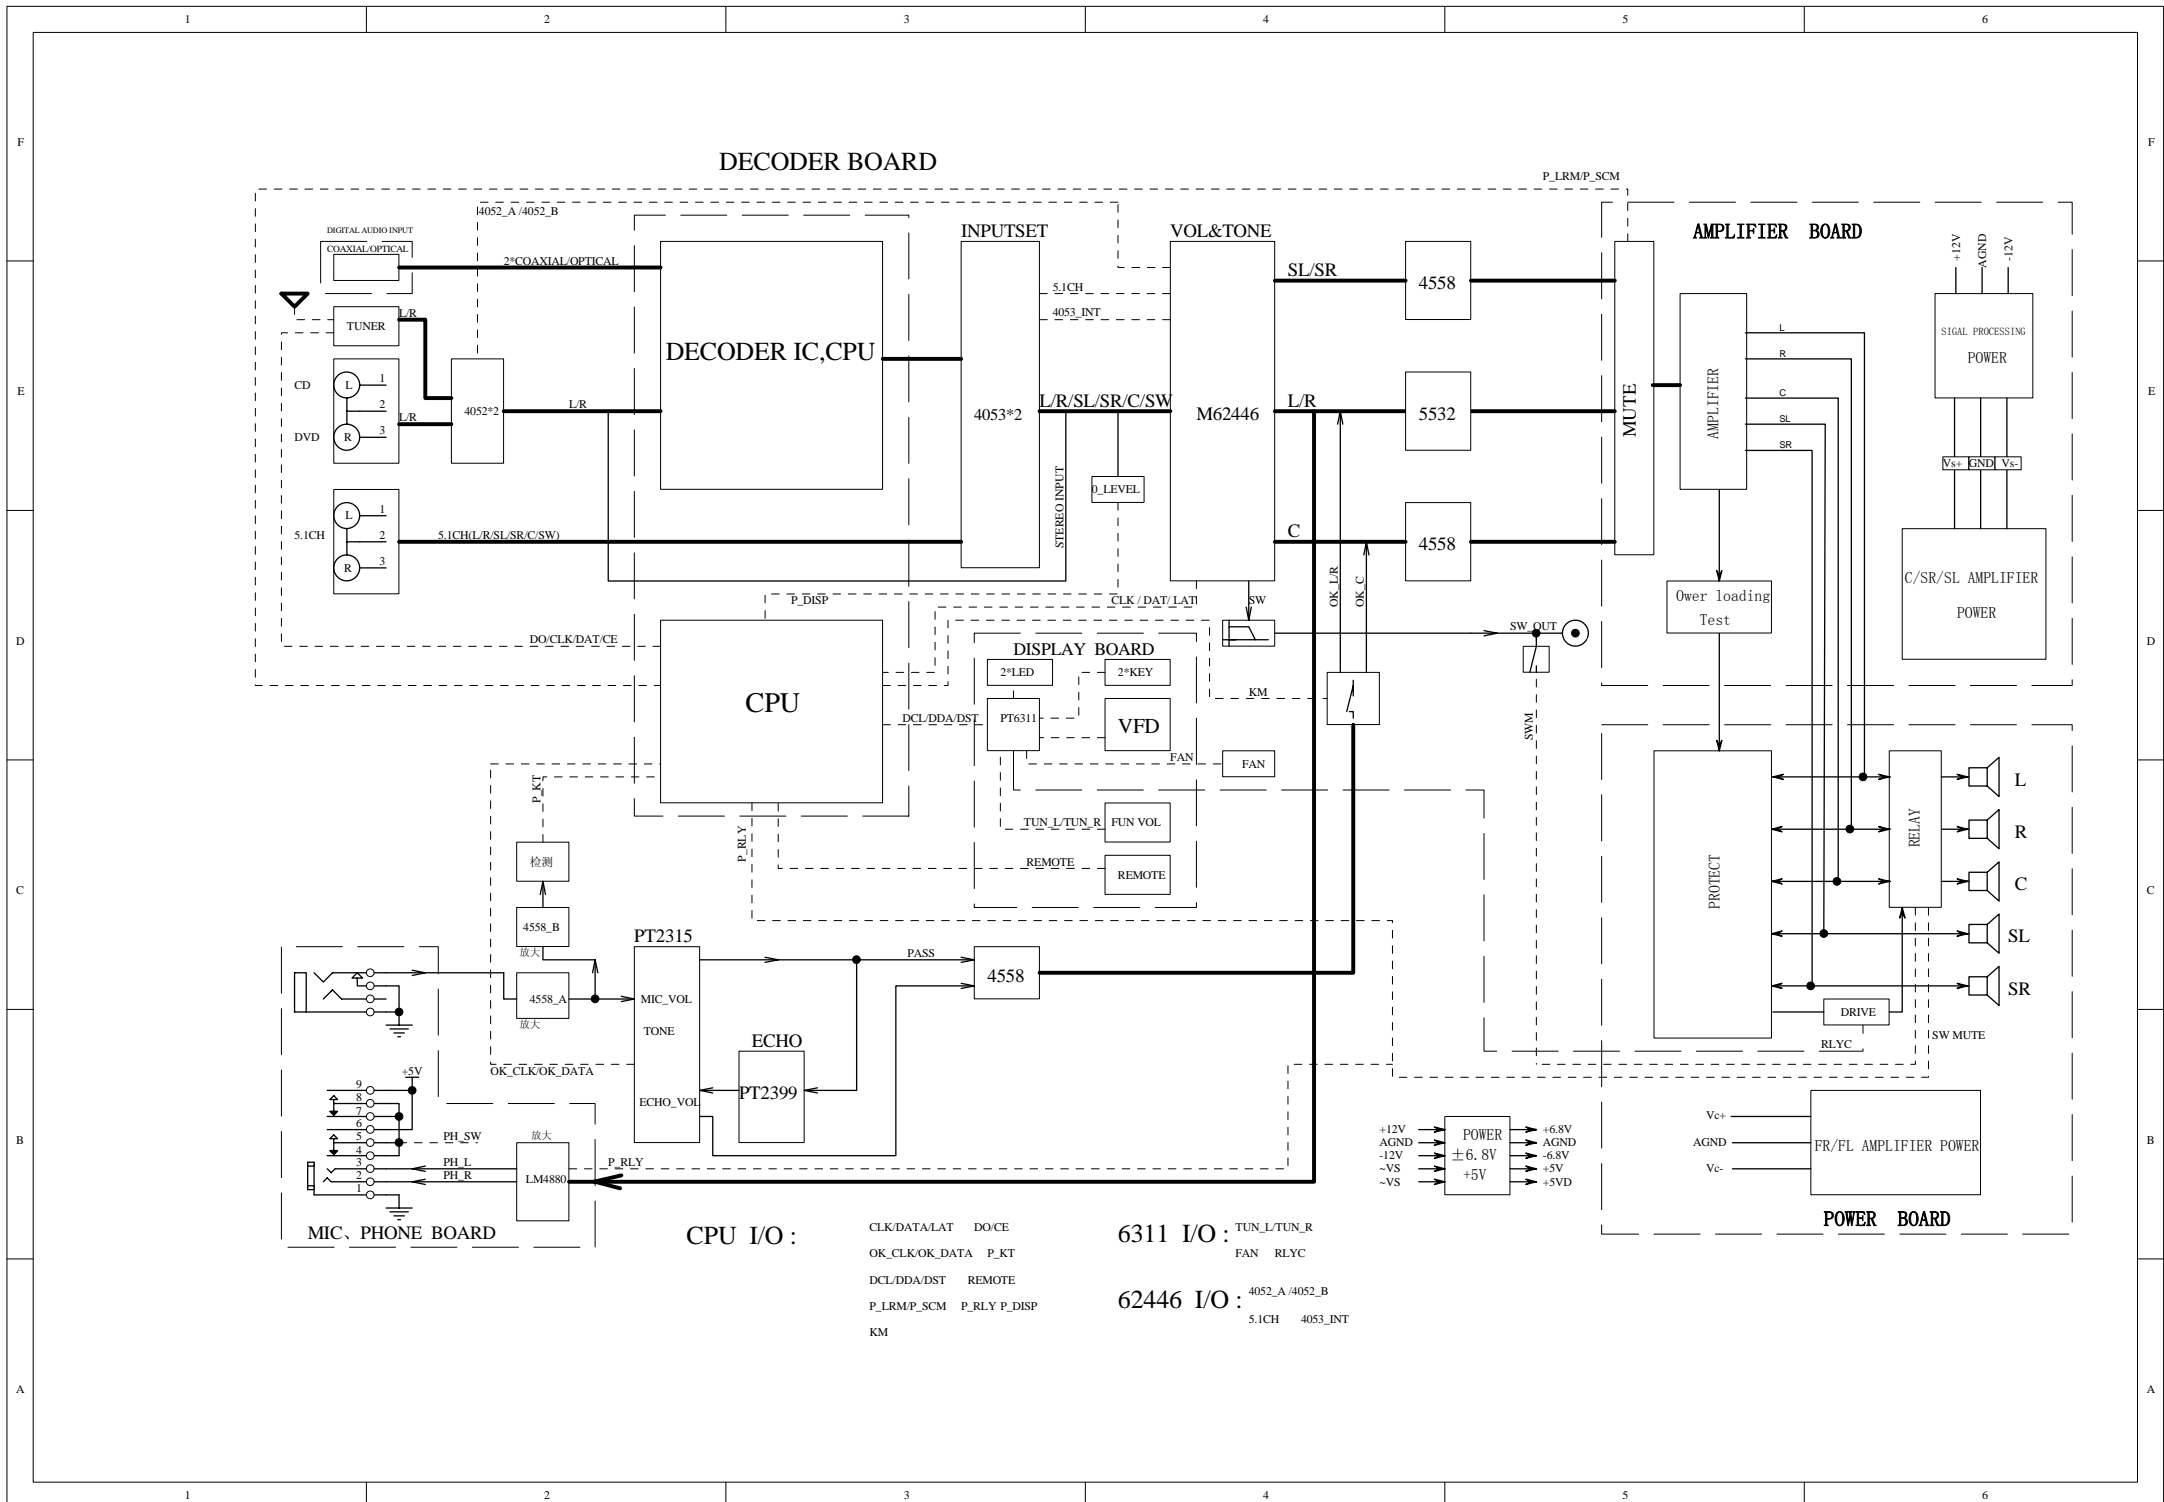 1 2 3 4 5 6
F F
DECODER BOARD
P_LRM/P_SCM
4052_A /4052_B
DIGITAL AUDIO INPUT
COAXIAL/OPTICAL
2*COAXIAL/OPTICAL
INPUTSET
VOL&TONE
AMPLIFIER BOARD
+12V
AGND
-12V
SL/SR
4558
5.1CH
4053_INT
TUNER
L/R
DECODER IC,CPU
SIGAL PROCESSING
POWER
L
R
C
SL
SR
E E
CD
L
1
2
DVD
R
3
L/R
4052*2
L/R
4053*2
L/R/SL/SR/C/SW
M62446
L/R
5532
MUTE
AMPLIFIER
Vs+ GND Vs-
0_LEVEL
STEREO INPUT
5.1CH
L
1
2
R
3
5.1CH(L/R/SL/SR/C/SW)
C
4558
OK_L/R
OK_C
C/SR/SL AMPLIFIER
POWER
Ower loading
Test
P_DISP
CLK / DAT/ LAT
SW
SW_OUT
DO/CLK/DAT/CE
D D
CPU
DISPLAY BOARD
2*LED
2*KEY
PT6311
VFD
DCL/DDA/DST
KM
SWM
FAN
FAN
P_KT
TUN_L/TUN_R
FUN VOL
P_RLY
REMOTE
REMOTE
检测
4558_B
放大
PROTECT
RELAY
L
R
C
SL
SR
C C
PT2315
PASS
4558
4558_A
放大
MIC_VOL
TONE
ECHO_VOL
ECHO
PT2399
OK_CLK/OK_DATA
DRIVE
RLYC
SW MUTE
+5V
9
8
7
6
5
4
3
2
1
PH_SW
PH_L
PH_R
放大
LM4880
P_RLY
B B
+12V
AGND
-12V
~VS
~VS
POWER
±6.8V
+5V
+6.8V
AGND
-6.8V
+5V
+5VD
Vc+
AGND
Vc-
FR/FL AMPLIFIER POWER
POWER BOARD
MIC、PHONE BOARD
CPU I/O :
CLK/DATA/LAT DO/CE
OK_CLK/OK_DATA P_KT
DCL/DDA/DST REMOTE
P_LRM/P_SCM P_RLY P_DISP
KM
6311 I/O :
TUN_L/TUN_R
FAN RLYC
62446 I/O :
4052_A /4052_B
5.1CH 4053_INT
A A
1 2 3 4 5 6